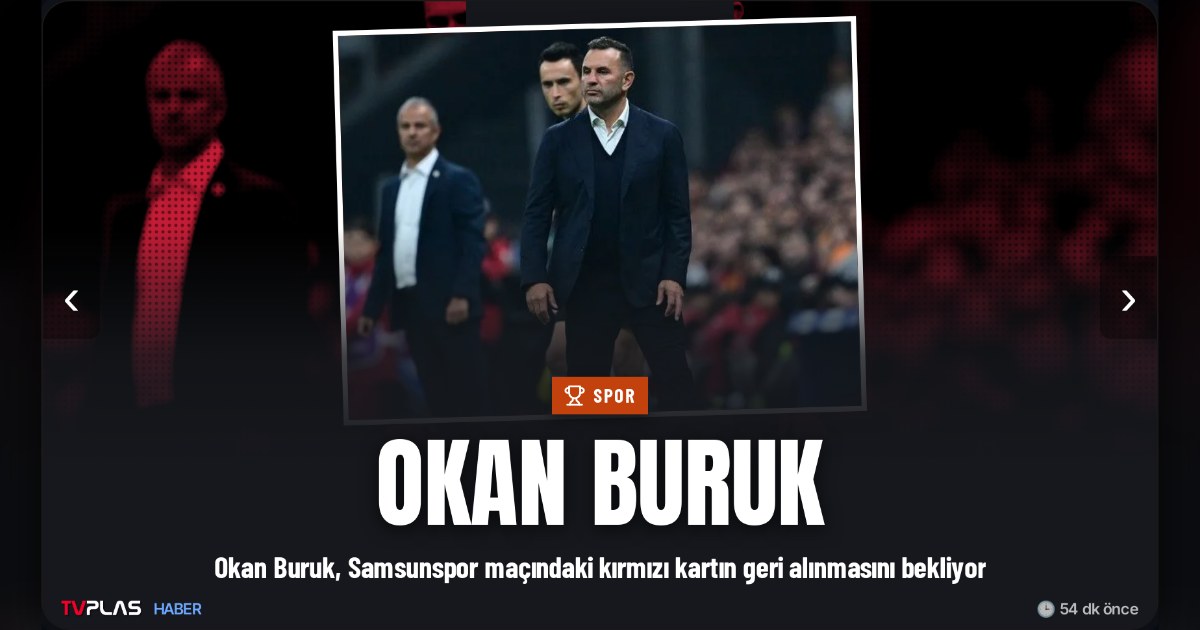 SPOR
OKAN BURUK
Okan Buruk, Samsunspor maçındaki kırmızı kartın geri alınmasını bekliyor
TVPLAS HABER
54 dk önce